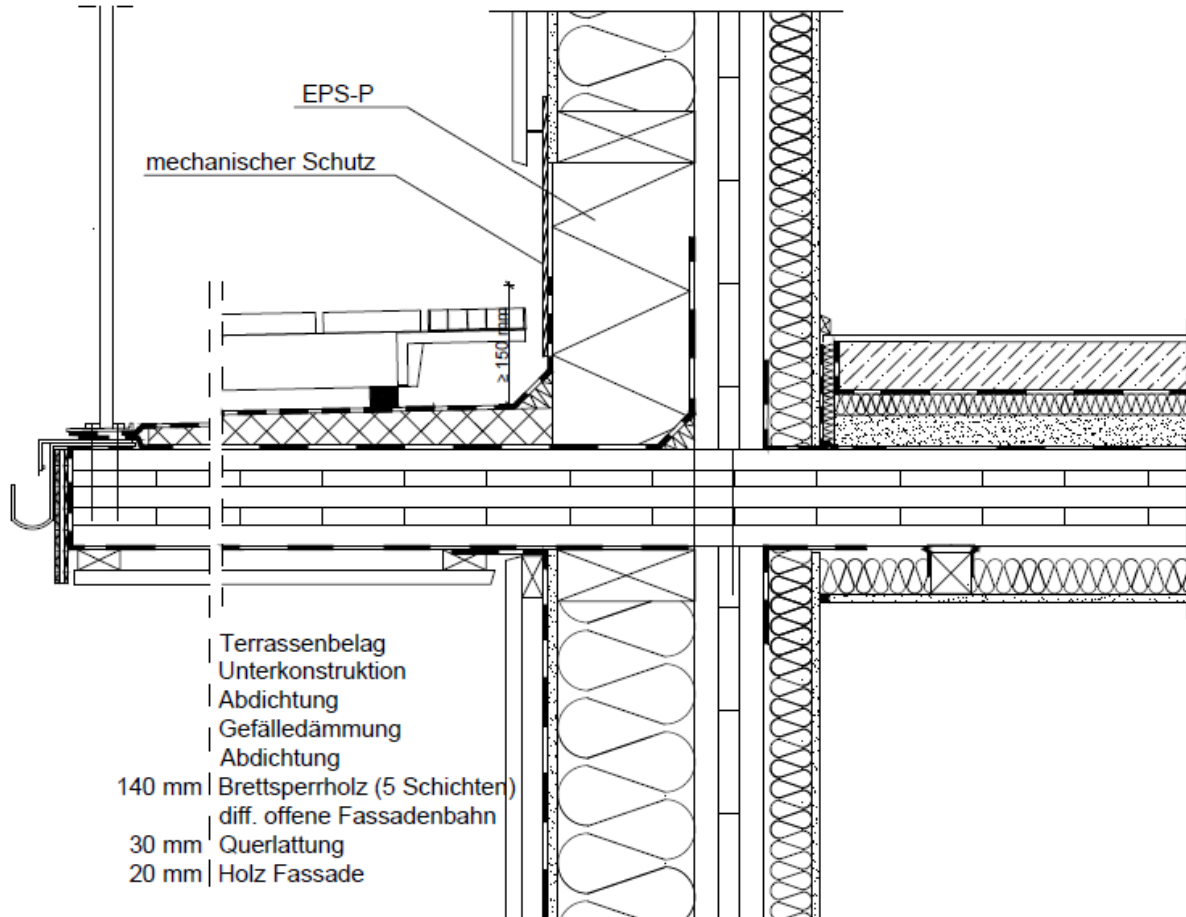 EPS-P
mechanischer Schutz
≥ 150 mm
Terrassenbelag
Unterkonstruktion
Abdichtung
Gefälledämmung
Abdichtung
140 mm Brettsperrholz (5 Schichten)
diff. offene Fassadenbahn
30 mm Querlattung
20 mm Holz Fassade